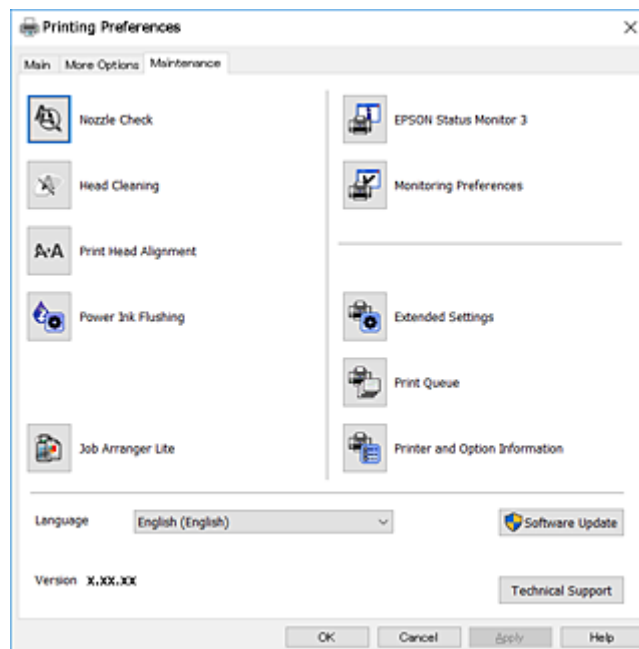 Printing Preferences
Main More Options Maintenance
Nozzle Check
EPSON Status Monitor 3
Head Cleaning
Monitoring Preferences
A·A Print Head Alignment
Power Ink Flushing
Extended Settings
Print Queue
Job Arranger Lite
Printer and Option Information
Language English (English) Software Update
Version X.XX.XX
Technical Support
OK Cancel Apply Help